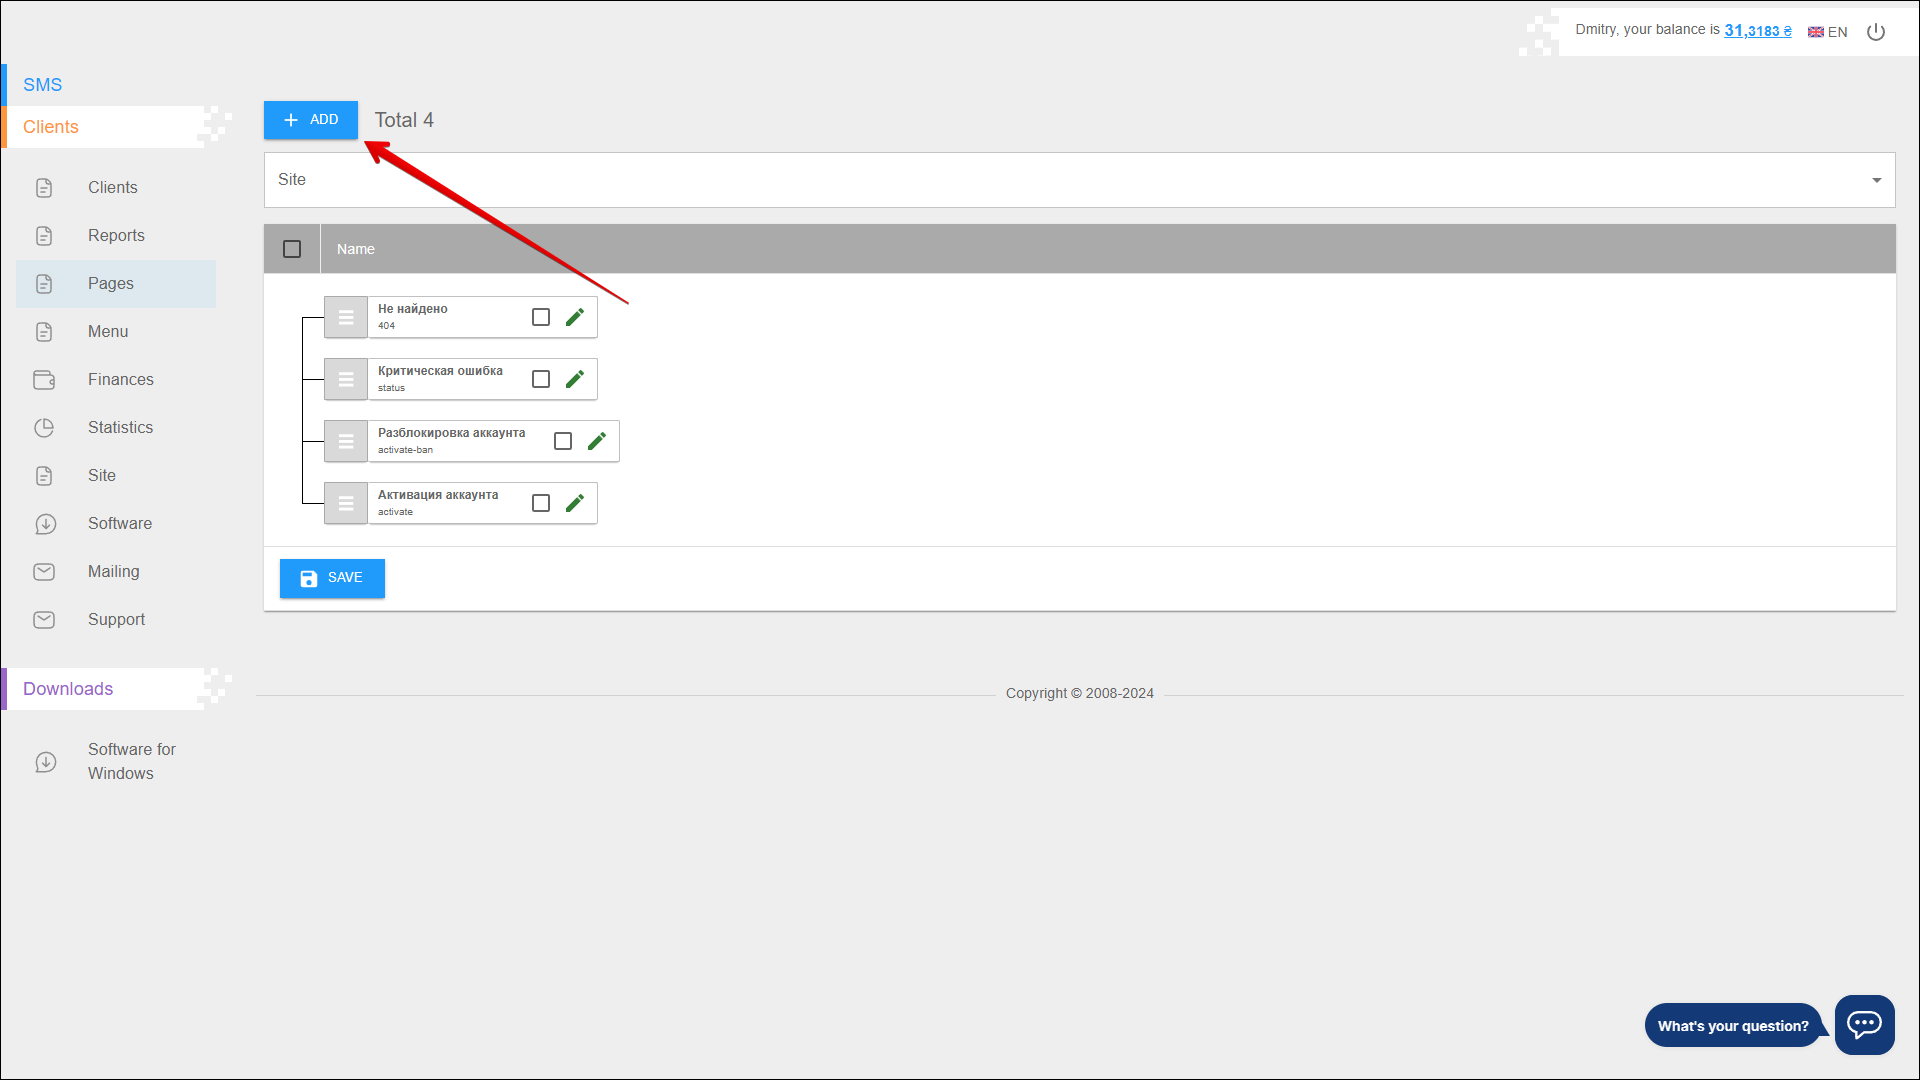 Dmitry, your balance is 31,3183 ₴
EN
SMS
Clients
Clients
Reports
Pages
Menu
Finances
Statistics
Site
Software
Mailing
Support
Downloads
Software for
Windows
ADD
Total 4
Site
Name
Не найдено
404
Критическая ошибка
status
Разблокировка аккаунта
activate-ban
Активация аккаунта
activate
SAVE
Copyright © 2008-2024
What's your question?